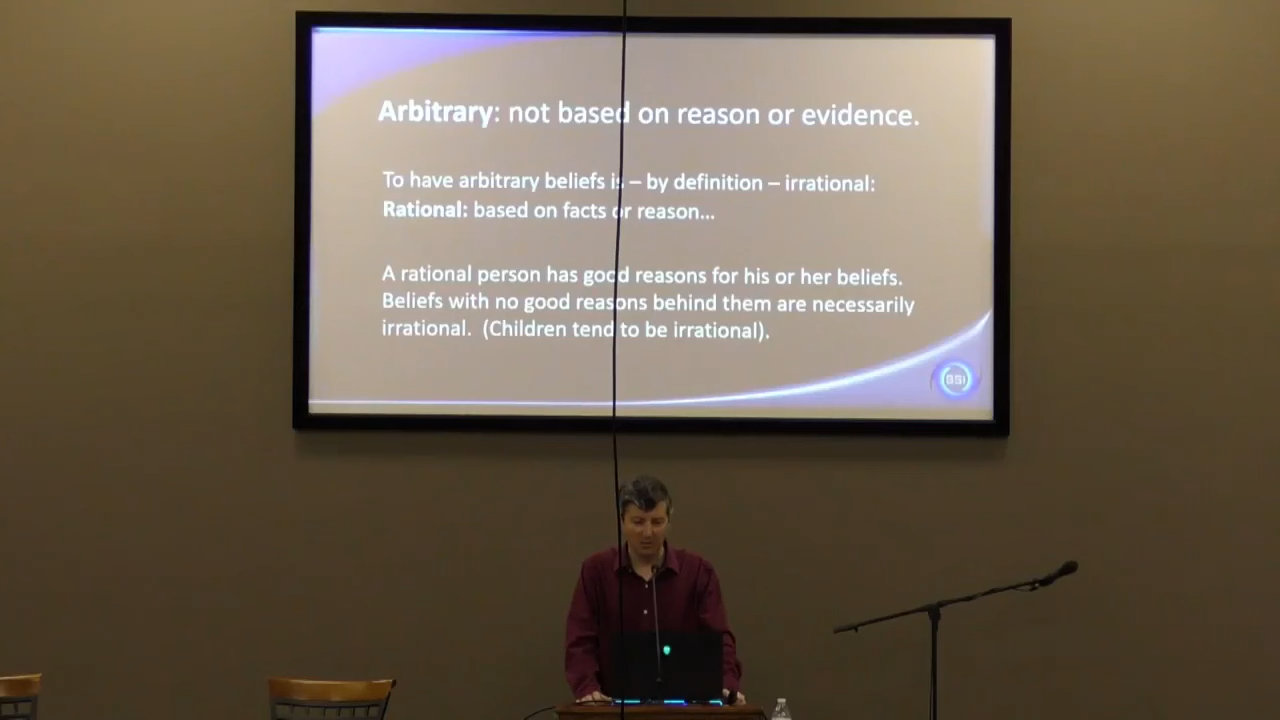 Arbitrary: not based on reason or evidence.
To have arbitrary beliefs is – by definition – irrational:
Rational: based on facts or reason...
A rational person has good reasons for his or her beliefs.
Beliefs with no good reasons behind them are necessarily
irrational.  (Children tend to be irrational).
BSI